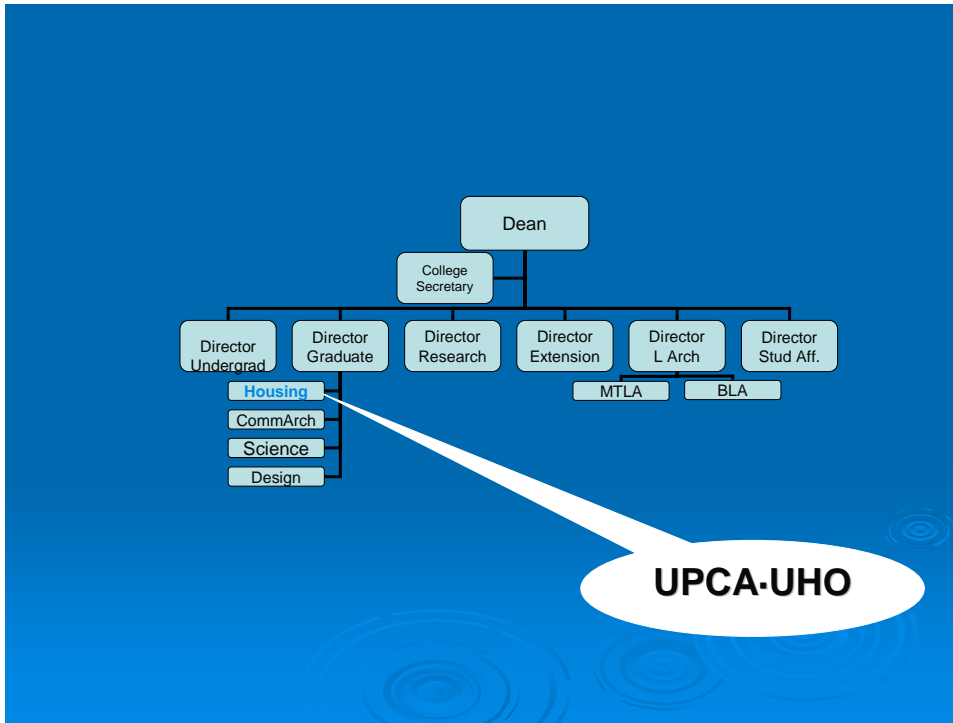 Dean
College
Secretary
Director
Undergrad
Director
Graduate
Director
Research
Director
Extension
Director
L Arch
Director
Stud Aff.
Housing
CommArch
Science
Design
MTLA
BLA
UPCA▪UHO